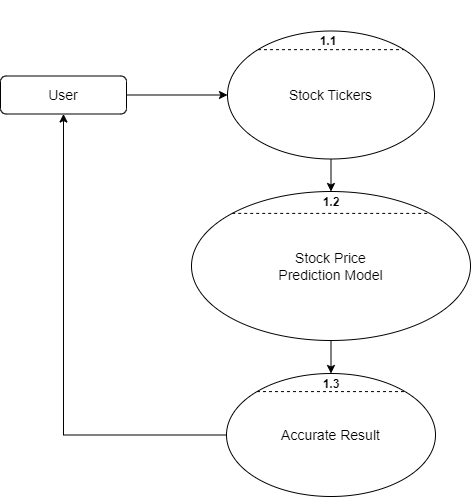 1.1
User
Stock Tickers
1.2
Stock Price
Prediction Model
1.3
Accurate Result